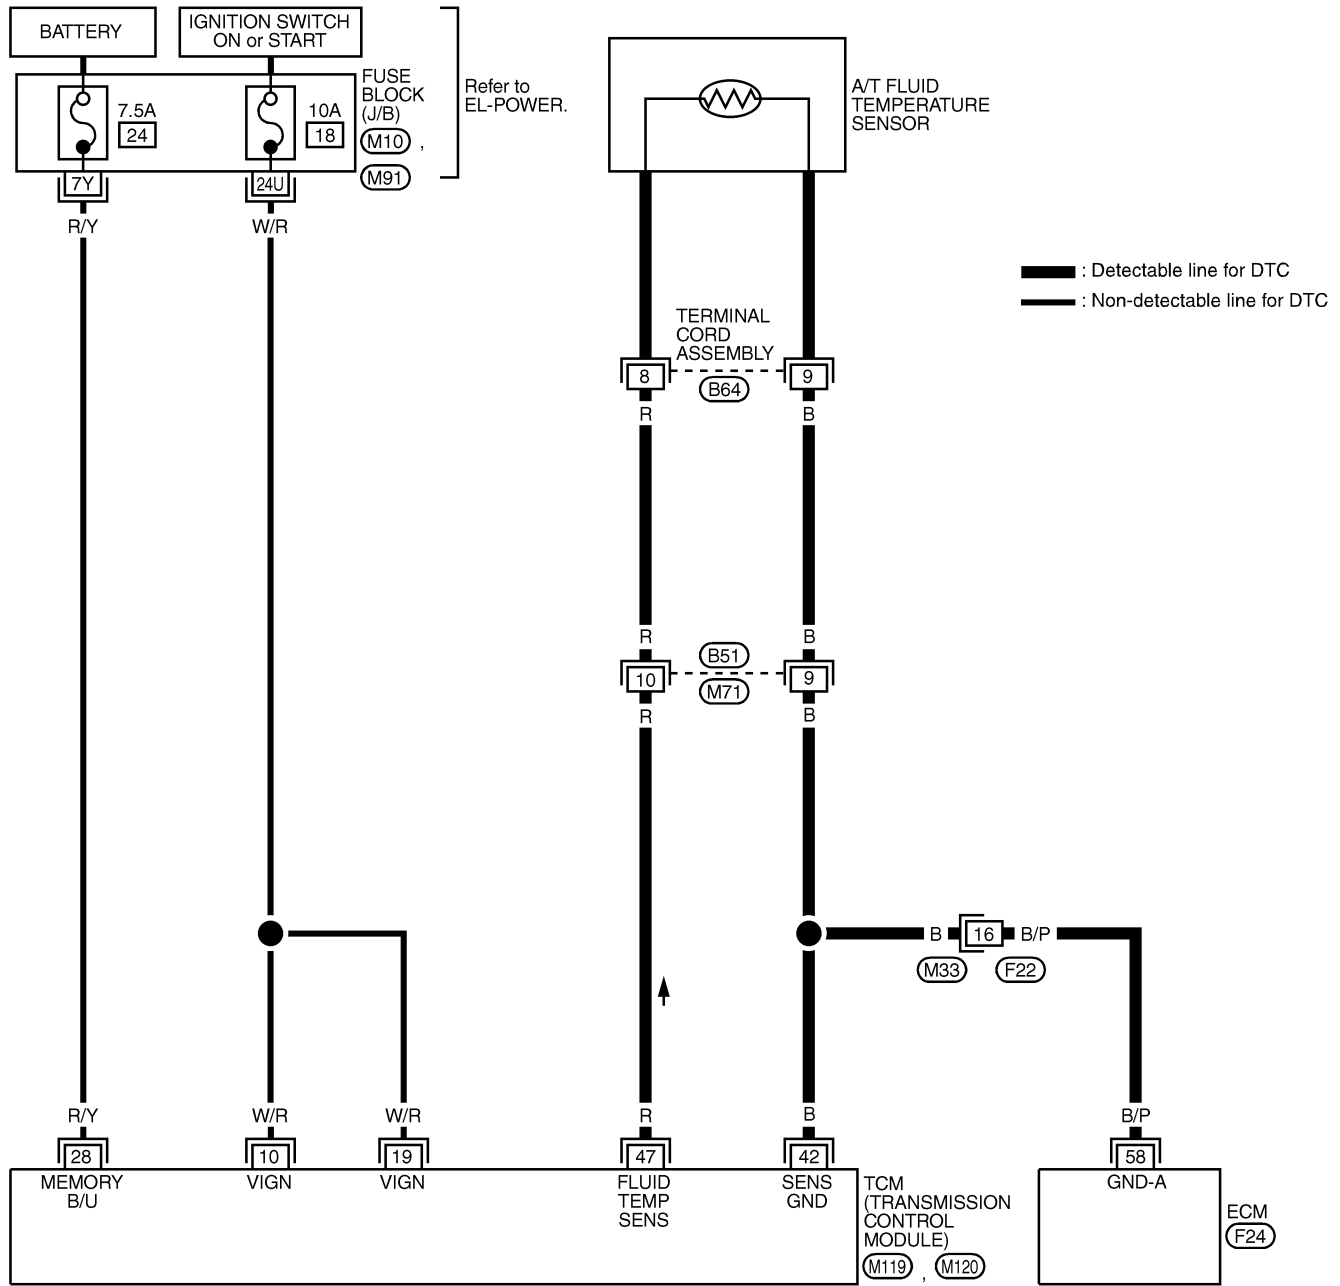 BATTERY
IGNITION SWITCH
ON or START
7.5A
24
10A
18
FUSE
BLOCK
(J/B)
M10 ,
M91
Refer to
EL-POWER.
7Y
24U
R/Y
W/R
A/T FLUID
TEMPERATURE
SENSOR
: Detectable line for DTC
: Non-detectable line for DTC
TERMINAL
CORD
ASSEMBLY
8
B64
9
R
B
R
B
B51
10
M71
9
R
B
B
16
B/P
M33
F22
R/Y
W/R
W/R
R
B
B/P
28
10
19
47
42
58
MEMORY
B/U
VIGN
VIGN
FLUID
TEMP
SENS
SENS
GND
TCM
(TRANSMISSION
CONTROL
MODULE)
M119 , M120
GND-A
ECM
F24